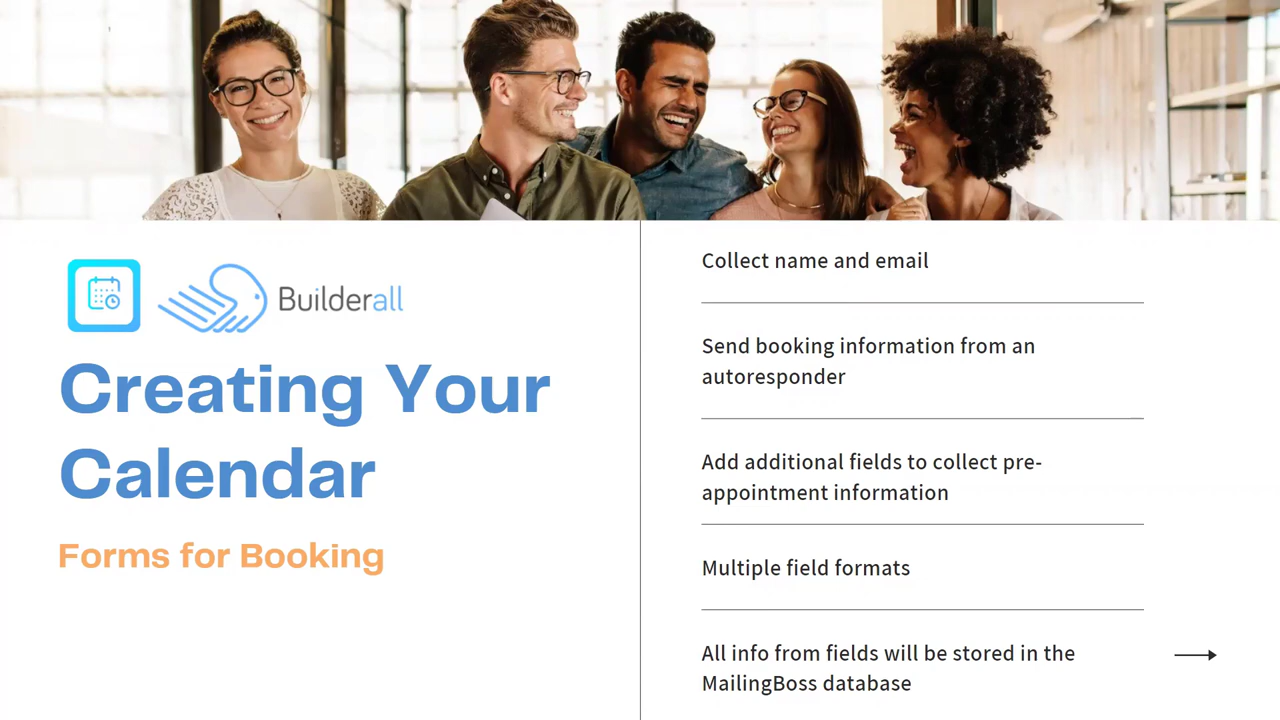 Builderall
Creating Your
Calendar
Forms for Booking
Collect name and email
Send booking information from an
autoresponder
Add additional fields to collect pre-
appointment information
Multiple field formats
All info from fields will be stored in the
MailingBoss database